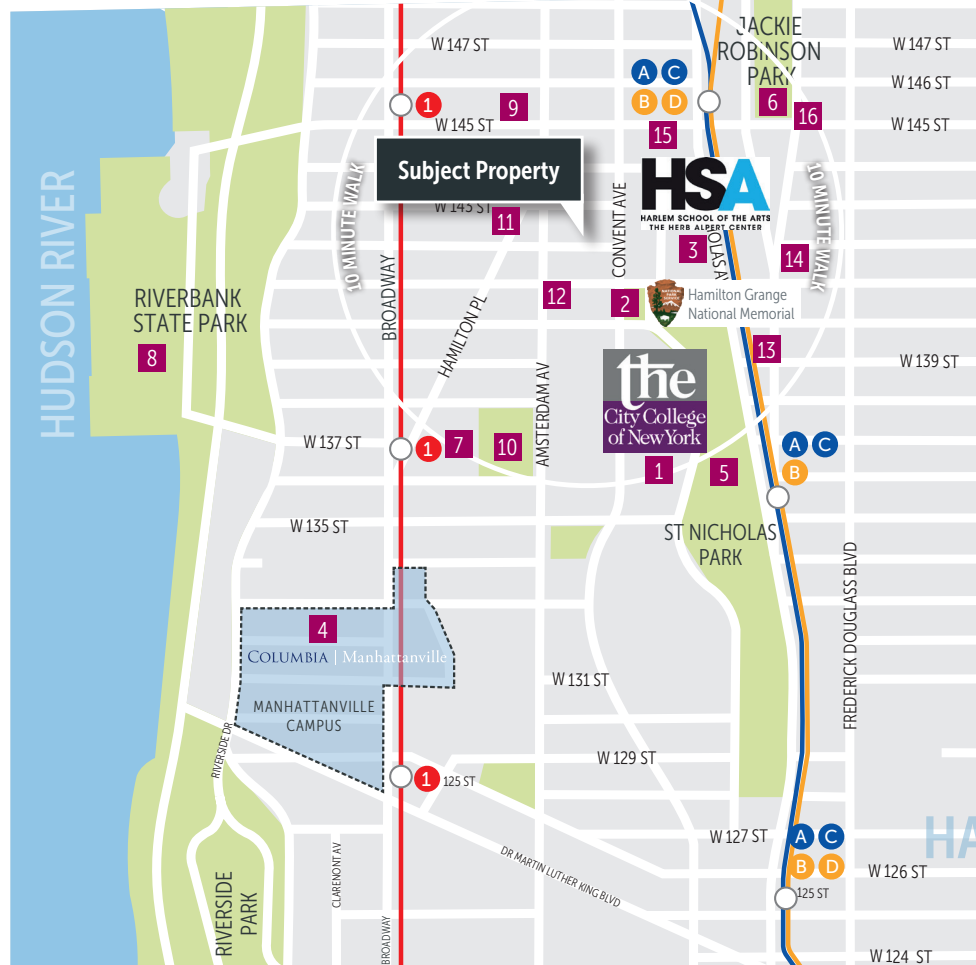 JACKIE
ROBINSON
PARK
W 147 ST
W 147 ST
A C
B D
W 146 ST
1
9
6
16
W 145 ST
15
W 145 ST
Subject Property
HSA
HARLEM SCHOOL OF THE ARTS
THE HERB ALPERT CENTER
10 MINUTE WALK
10 MINUTE WALK
HUDSON RIVER
W 143 ST
11
CONVENT AVE
3
OLAS A
14
BROADWAY
RIVERBANK
STATE PARK
8
HAMILTON PL
12
2
Hamilton Grange
National Memorial
13
W 139 ST
the
City College
of New York
AMSTERDAM AV
W 137 ST
1
7
10
1
5
A C
B
W 135 ST
ST NICHOLAS
PARK
FREDERICK DOUGLASS BLVD
4
COLUMBIA | Manhattanville
MANHATTANVILLE
CAMPUS
W 131 ST
RIVERSIDE DR
W 129 ST
1
125 ST
W 127 ST
A C
B D
HA
W 126 ST
125 ST
DR MARTIN LUTHER KING BLVD
CLAREMONT AV
RIVERSIDE
PARK
BROADWAY
W 124 ST